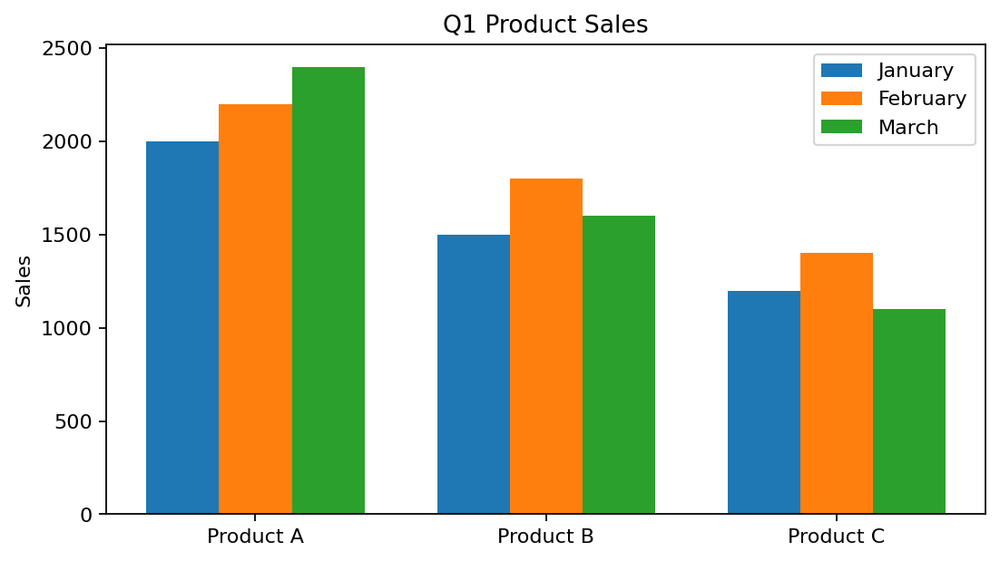 Q1 Product Sales
January
February
March
Sales
2500
2000
1500
1000
500
0
Product A
Product B
Product C